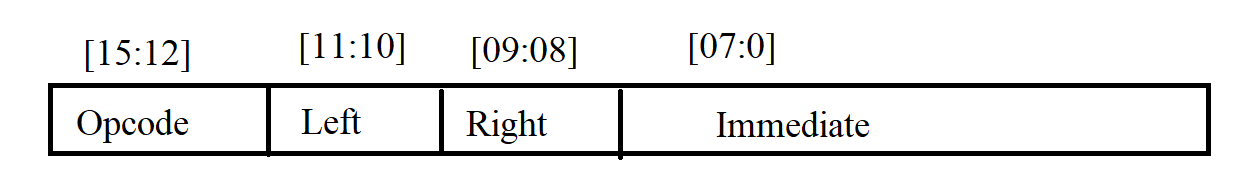 [15:12] [11:10] [09:08] [07:0]
Opcode Left Right Immediate